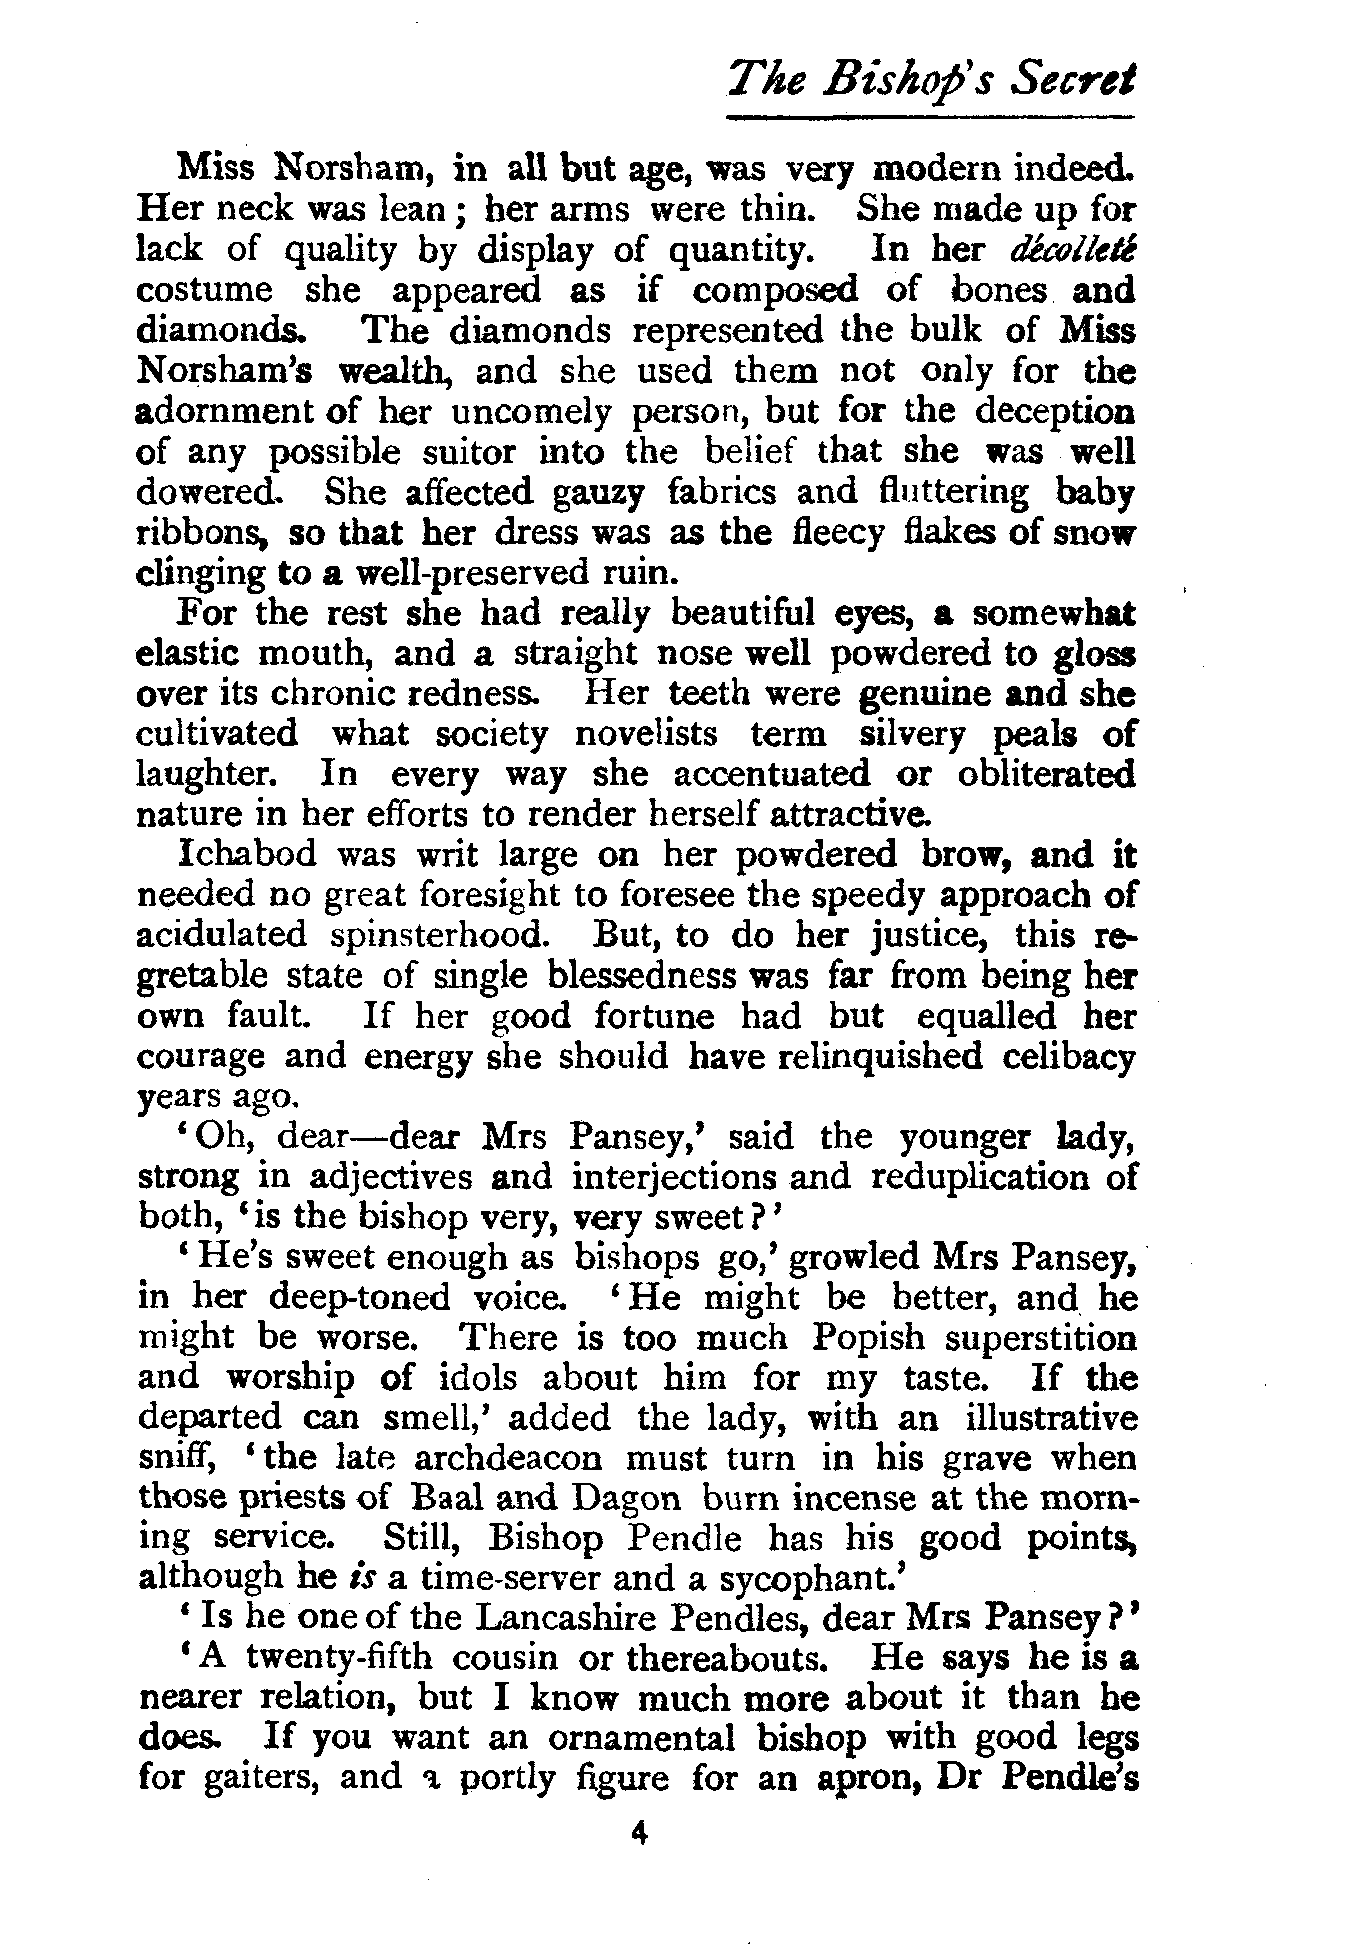 The Bishop's Secret
Miss Norsham, in all but age, was very modern indeed.
Her neck was lean; her arms were thin. She made up for
lack of quality by display of quantity. In her décolleté
costume she appeared as if composed of bones and
diamonds. The diamonds represented the bulk of Miss
Norsham's wealth, and she used them not only for the
adornment of her uncomely person, but for the deception
of any possible suitor into the belief that she was well
dowered. She affected gauzy fabrics and fluttering baby
ribbons, so that her dress was as the fleecy flakes of snow
clinging to a well-preserved ruin.
For the rest she had really beautiful eyes, a somewhat
elastic mouth, and a straight nose well powdered to gloss
over its chronic redness. Her teeth were genuine and she
cultivated what society novelists term silvery peals of
laughter. In every way she accentuated or obliterated
nature in her efforts to render herself attractive.
Ichabod was writ large on her powdered brow, and it
needed no great foresight to foresee the speedy approach of
acidulated spinsterhood. But, to do her justice, this re-
gretable state of single blessedness was far from being her
own fault. If her good fortune had but equalled her
courage and energy she should have relinquished celibacy
years ago.
'Oh, dear—dear Mrs Pansey,' said the younger lady,
strong in adjectives and interjections and reduplication of
both, 'is the bishop very, very sweet?'
'He's sweet enough as bishops go,' growled Mrs Pansey,
in her deep-toned voice. 'He might be better, and he
might be worse. There is too much Popish superstition
and worship of idols about him for my taste. If the
departed can smell,' added the lady, with an illustrative
sniff, 'the late archdeacon must turn in his grave when
those priests of Baal and Dagon burn incense at the morn-
ing service. Still, Bishop Pendle has his good points,
although he is a time-server and a sycophant.'
'Is he one of the Lancashire Pendles, dear Mrs Pansey?'
'A twenty-fifth cousin or thereabouts. He says he is a
nearer relation, but I know much more about it than he
does. If you want an ornamental bishop with good legs
for gaiters, and a portly figure for an apron, Dr Pendle's
4